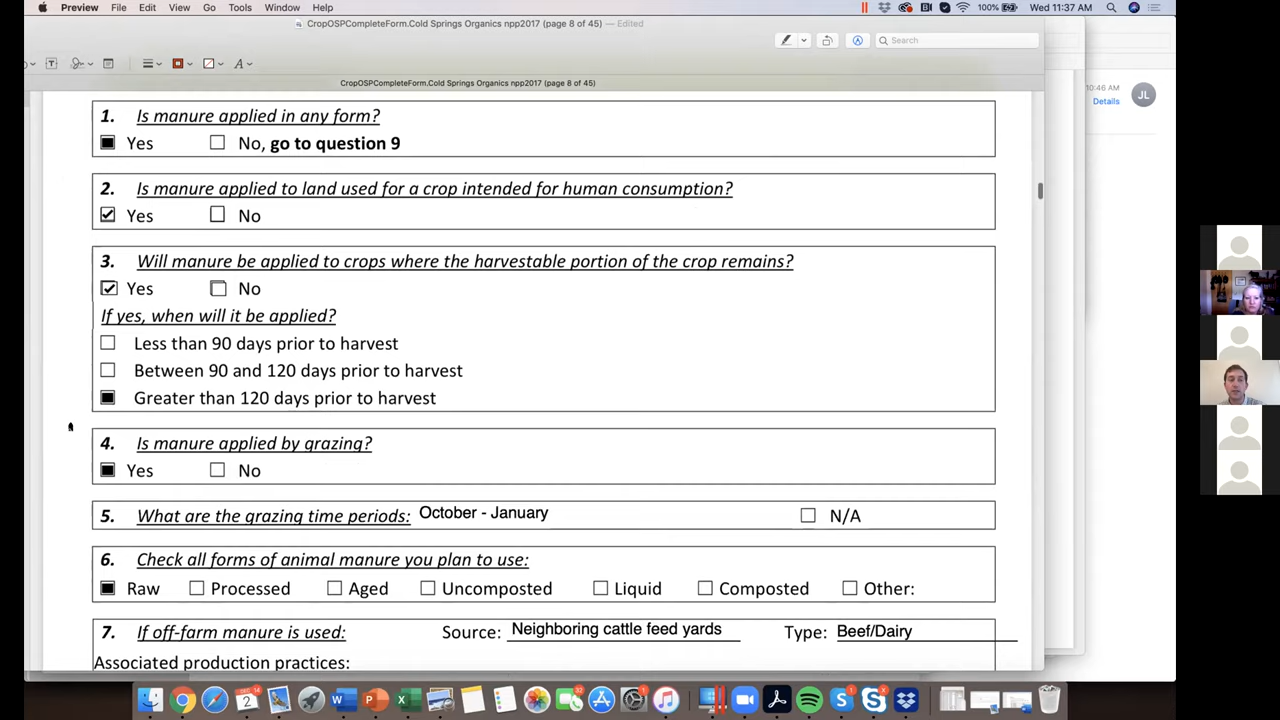 Preview File Edit View Go Tools Window Help 100% Wed 11:37 AM
CropOSPCompleteForm.Cold Springs Organics npp2017 (page 8 of 45) — Edited
Search
CropOSPCompleteForm.Cold Springs Organics npp2017 (page 8 of 45)
10:46 AM
JL
Details
1. Is manure applied in any form?
Yes No, go to question 9
2. Is manure applied to land used for a crop intended for human consumption?
Yes No
3. Will manure be applied to crops where the harvestable portion of the crop remains?
Yes No
If yes, when will it be applied?
Less than 90 days prior to harvest
Between 90 and 120 days prior to harvest
Greater than 120 days prior to harvest
4. Is manure applied by grazing?
Yes No
5. What are the grazing time periods: October - January N/A
6. Check all forms of animal manure you plan to use:
Raw Processed Aged Uncomposted Liquid Composted Other:
7. If off-farm manure is used: Source: Neighboring cattle feed yards Type: Beef/Dairy
Associated production practices: